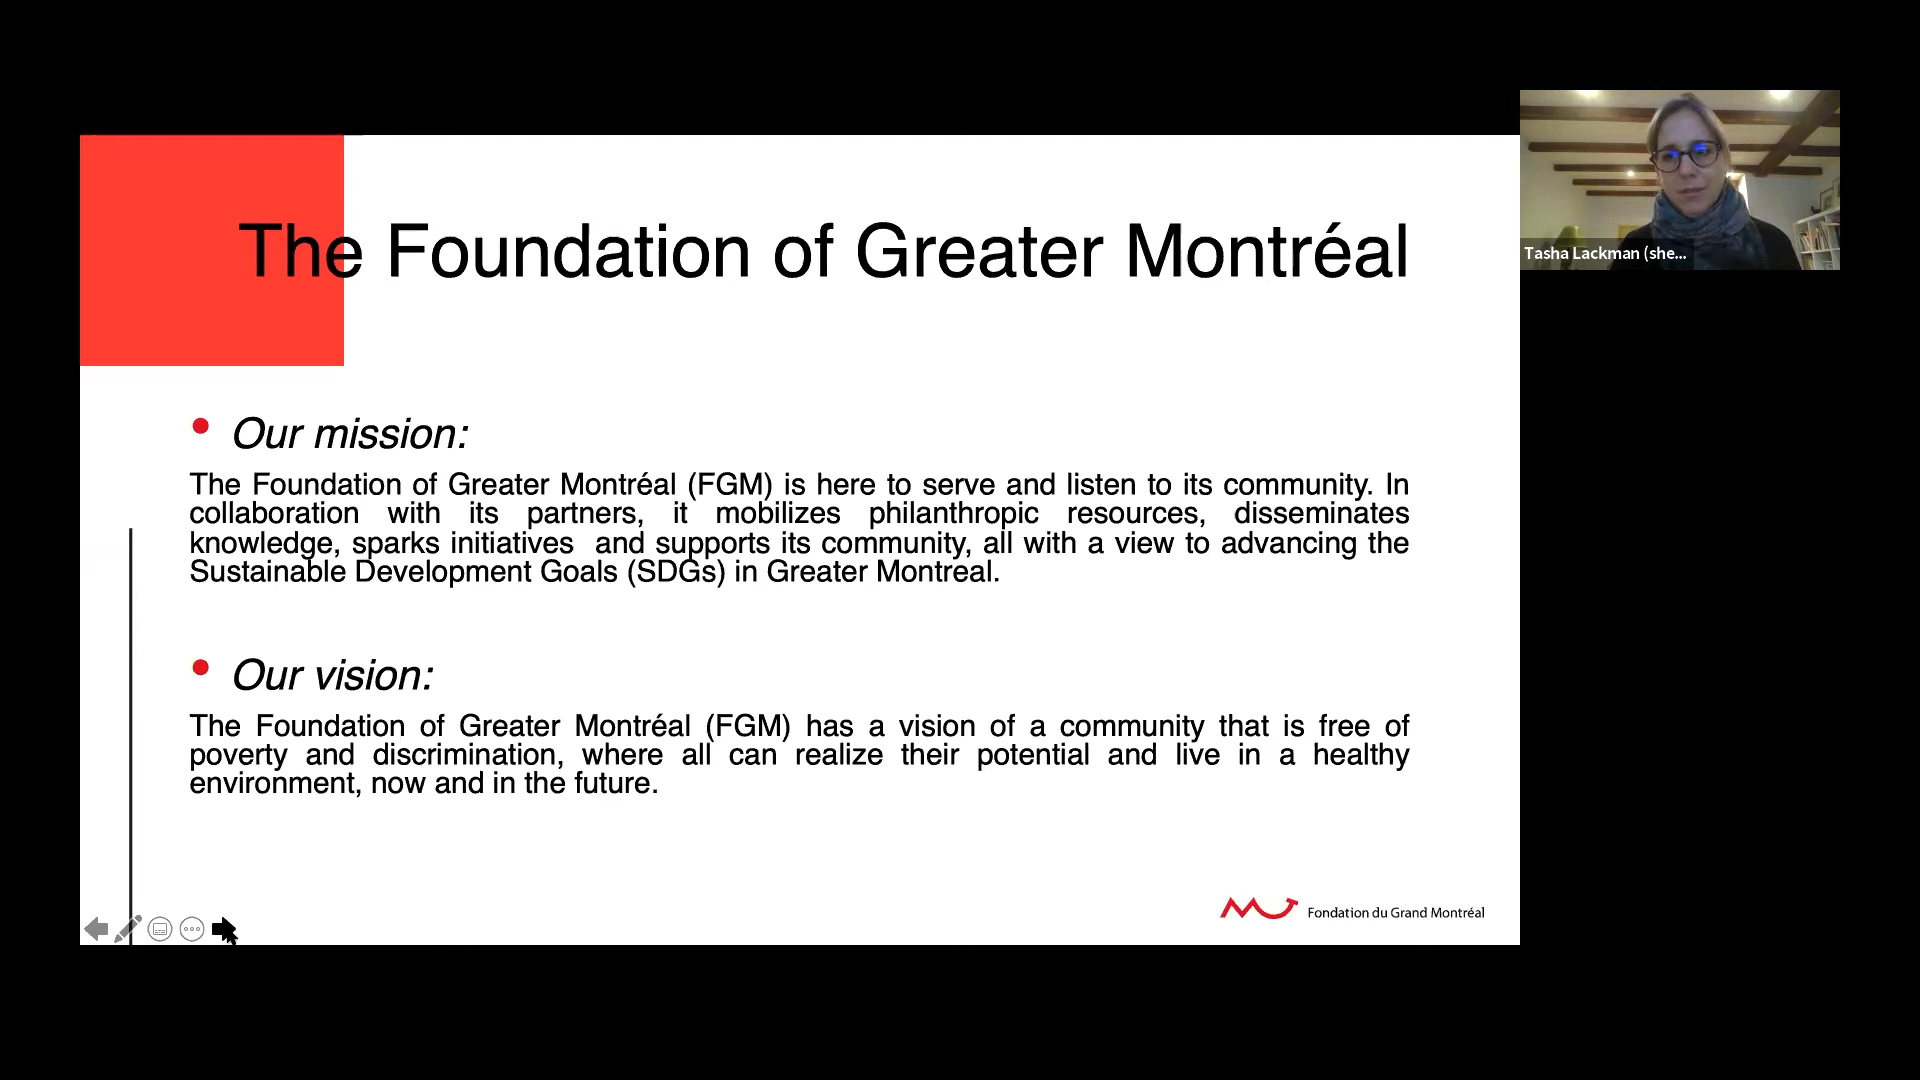 The Foundation of Greater Montréal
Tasha Lackman (she...
• Our mission:
The Foundation of Greater Montréal (FGM) is here to serve and listen to its community. In
collaboration with its partners, it mobilizes philanthropic resources, disseminates
knowledge, sparks initiatives and supports its community, all with a view to advancing the
Sustainable Development Goals (SDGs) in Greater Montreal.
• Our vision:
The Foundation of Greater Montréal (FGM) has a vision of a community that is free of
poverty and discrimination, where all can realize their potential and live in a healthy
environment, now and in the future.
Fondation du Grand Montréal